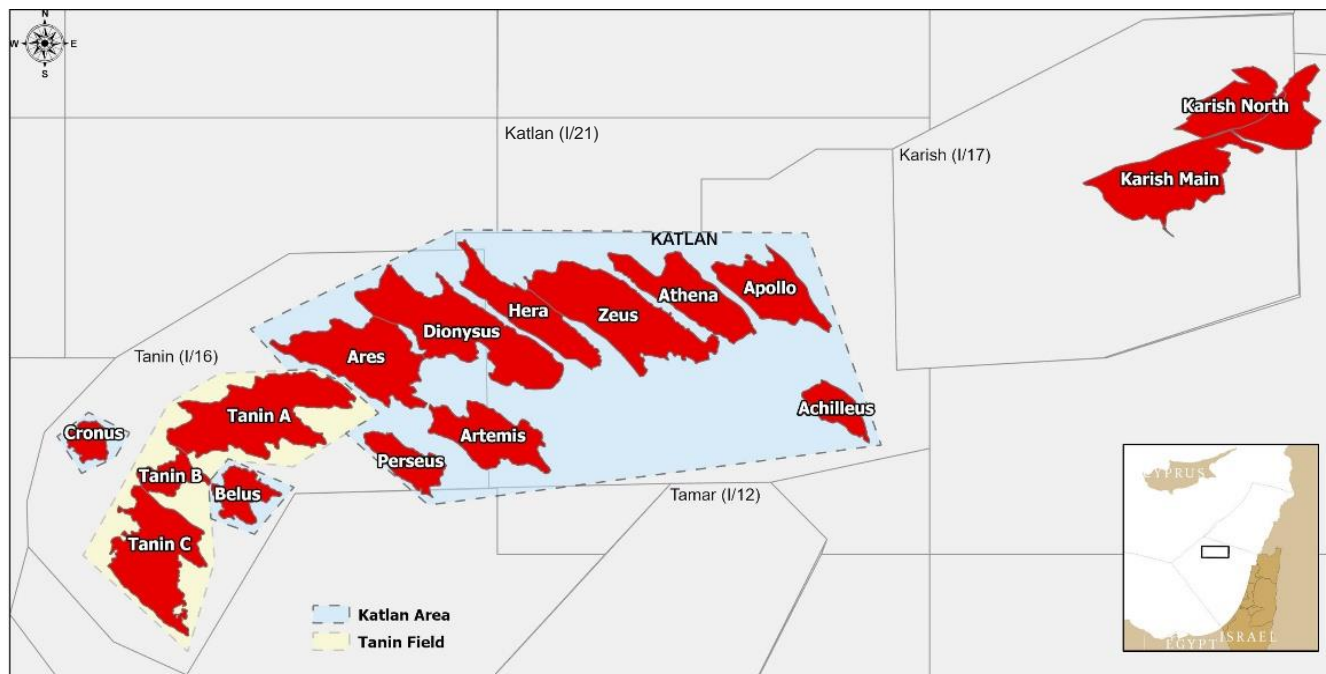 N
W E
S
Katlan (I/21)
Karish (I/17)
Karish North
Karish Main
KATLAN
Apollo
Athena
Hera
Zeus
Dionysus
Ares
Tanin (I/16)
Tanin A
Achilleus
Cronus
Artemis
Perseus
Tanin B
Belus
Tamar (I/12)
Tanin C
Katlan Area
Tanin Field
CYPRUS
ISRAEL
EGYPT